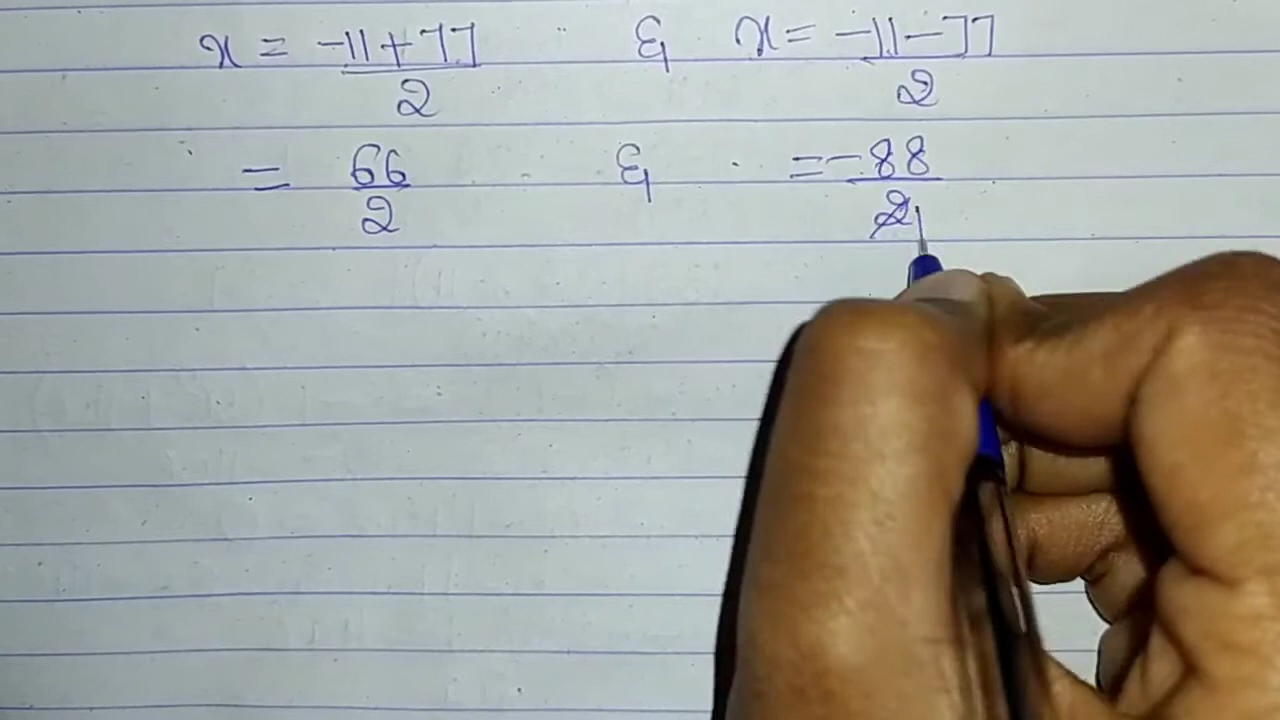 x = -11+77 & x = -11-77
2 2
= 66 & = -88
2 2